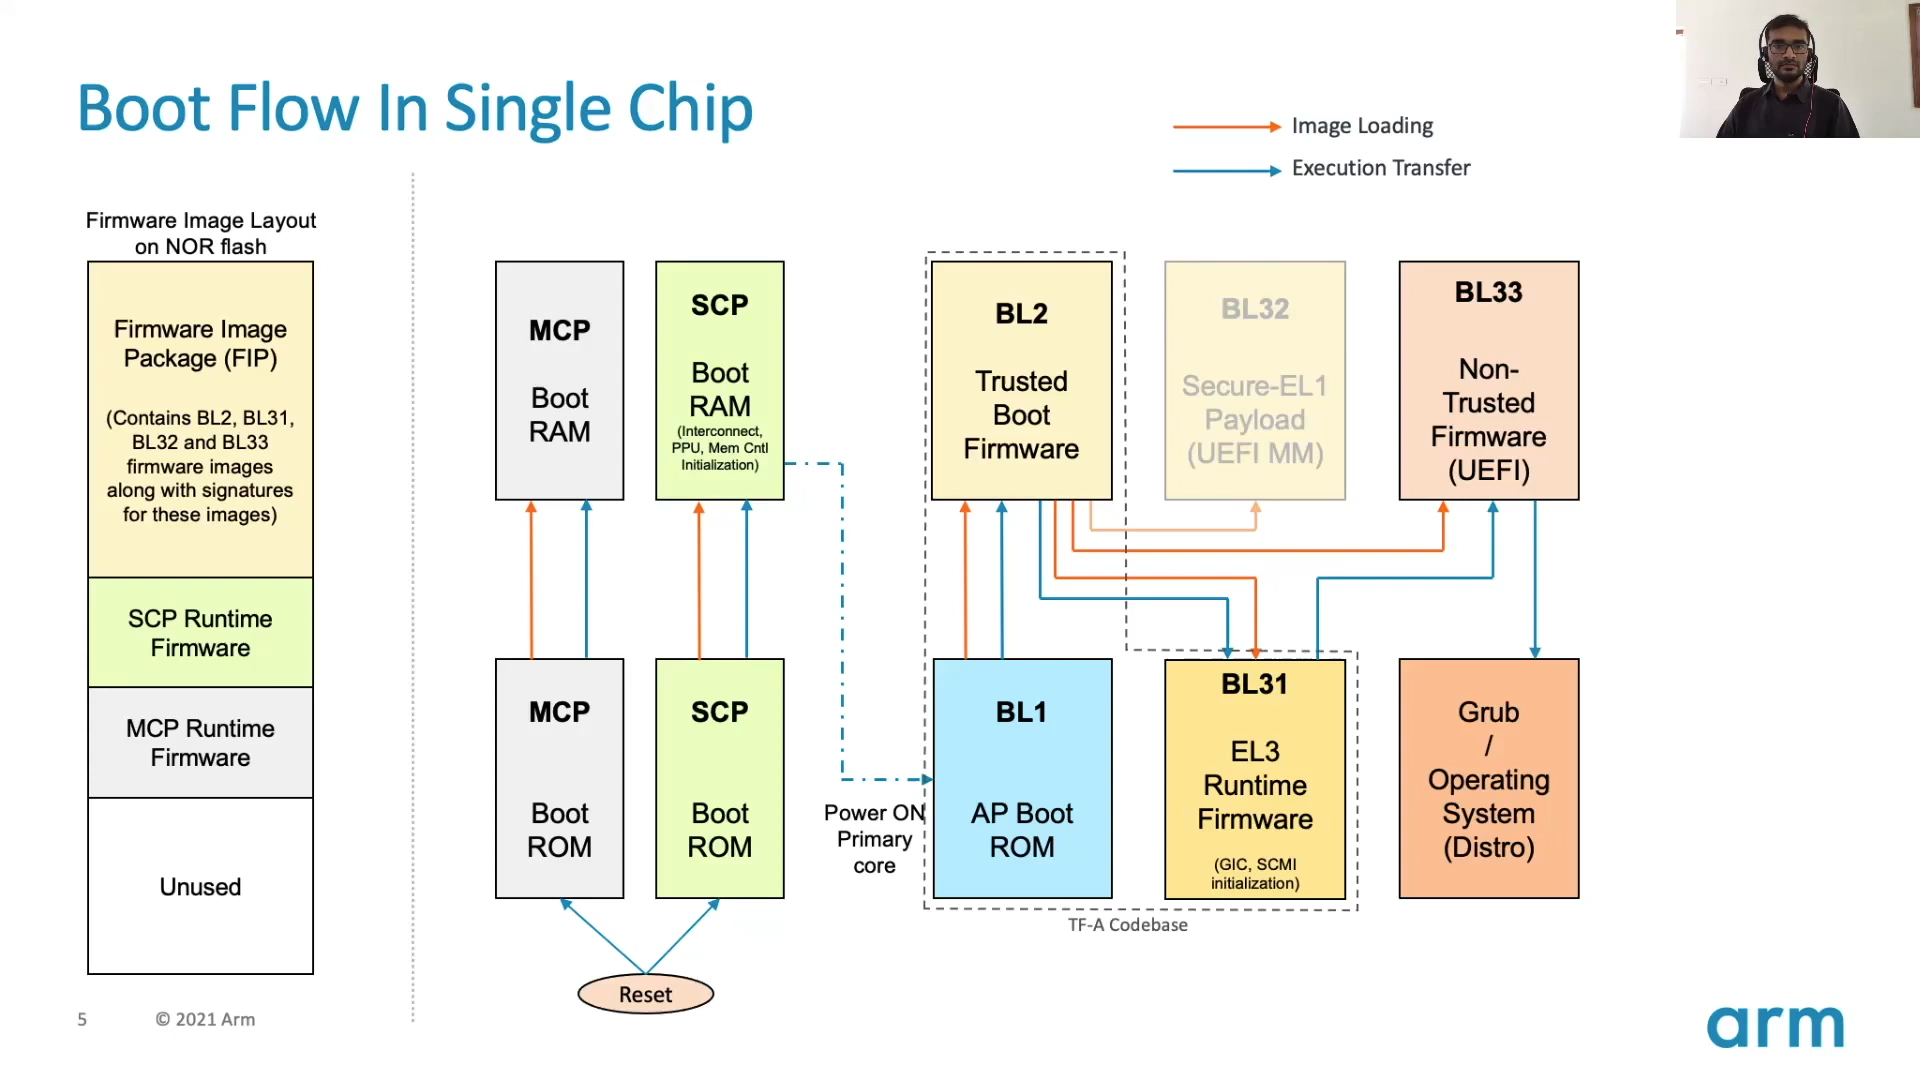 Boot Flow In Single Chip
Image Loading
Execution Transfer
Firmware Image Layout
on NOR flash
Firmware Image
Package (FIP)
(Contains BL2, BL31,
BL32 and BL33
firmware images
along with signatures
for these images)
SCP Runtime
Firmware
MCP Runtime
Firmware
Unused
MCP
Boot
RAM
SCP
Boot
RAM
(Interconnect,
PPU, Mem Cntl
Initialization)
BL2
Trusted
Boot
Firmware
BL32
Secure-EL1
Payload
(UEFI MM)
BL33
Non-
Trusted
Firmware
(UEFI)
MCP
Boot
ROM
SCP
Boot
ROM
Power ON
Primary
core
BL1
AP Boot
ROM
BL31
EL3
Runtime
Firmware
(GIC, SCMI
initialization)
Grub
/
Operating
System
(Distro)
TF-A Codebase
Reset
5
© 2021 Arm
arm